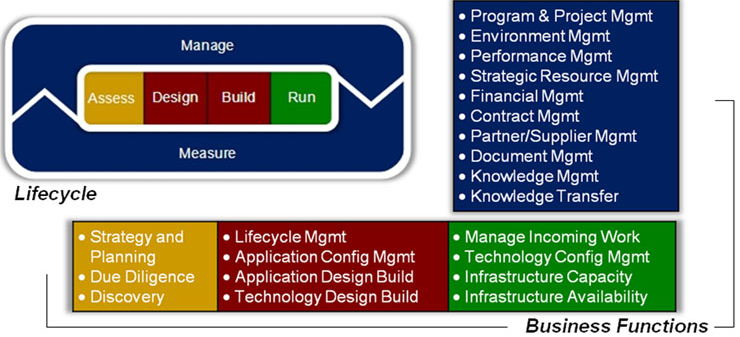 Manage
Assess
Design
Build
Run
Measure
Lifecycle
• Program & Project Mgmt
• Environment Mgmt
• Performance Mgmt
• Strategic Resource Mgmt
• Financial Mgmt
• Contract Mgmt
• Partner/Supplier Mgmt
• Document Mgmt
• Knowledge Mgmt
• Knowledge Transfer
• Strategy and
Planning
• Due Diligence
• Discovery
• Lifecycle Mgmt
• Application Config Mgmt
• Application Design Build
• Technology Design Build
• Manage Incoming Work
• Technology Config Mgmt
• Infrastructure Capacity
• Infrastructure Availability
Business Functions